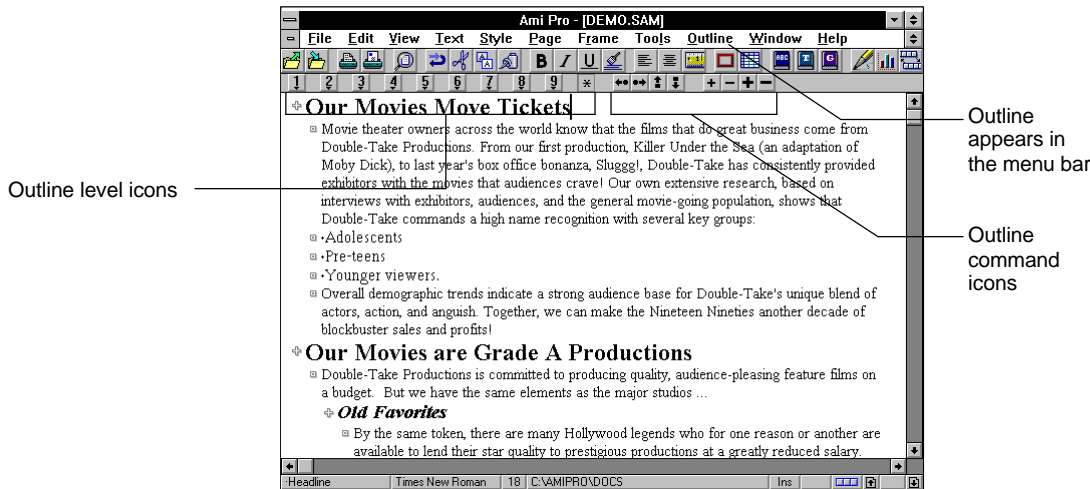 Ami Pro - [DEMO.SAM]
File Edit View Text Style Page Frame Tools Outline Window Help
B I U ABC T G
1 2 3 4 5 6 7 8 9 * + - + -
Our Movies Move Tickets
Movie theater owners across the world know that the films that do great business come from
Double-Take Productions. From our first production, Killer Under the Sea (an adaptation of
Moby Dick), to last year's box office bonanza, Sluggg!, Double-Take has consistently provided
exhibitors with the movies that audiences crave! Our own extensive research, based on
interviews with exhibitors, audiences, and the general movie-going population, shows that
Double-Take commands a high name recognition with several key groups:
•Adolescents
•Pre-teens
•Younger viewers.
Overall demographic trends indicate a strong audience base for Double-Take's unique blend of
actors, action, and anguish. Together, we can make the Nineteen Nineties another decade of
blockbuster sales and profits!
Our Movies are Grade A Productions
Double-Take Productions is committed to producing quality, audience-pleasing feature films on
a budget. But we have the same elements as the major studios ...
Old Favorites
By the same token, there are many Hollywood legends who for one reason or another are
available to lend their star quality to prestigious productions at a greatly reduced salary.
Headline Times New Roman 18 C:\AMIPRO\DOCS Ins
Outline level icons
Outline
appears in
the menu bar
Outline
command
icons